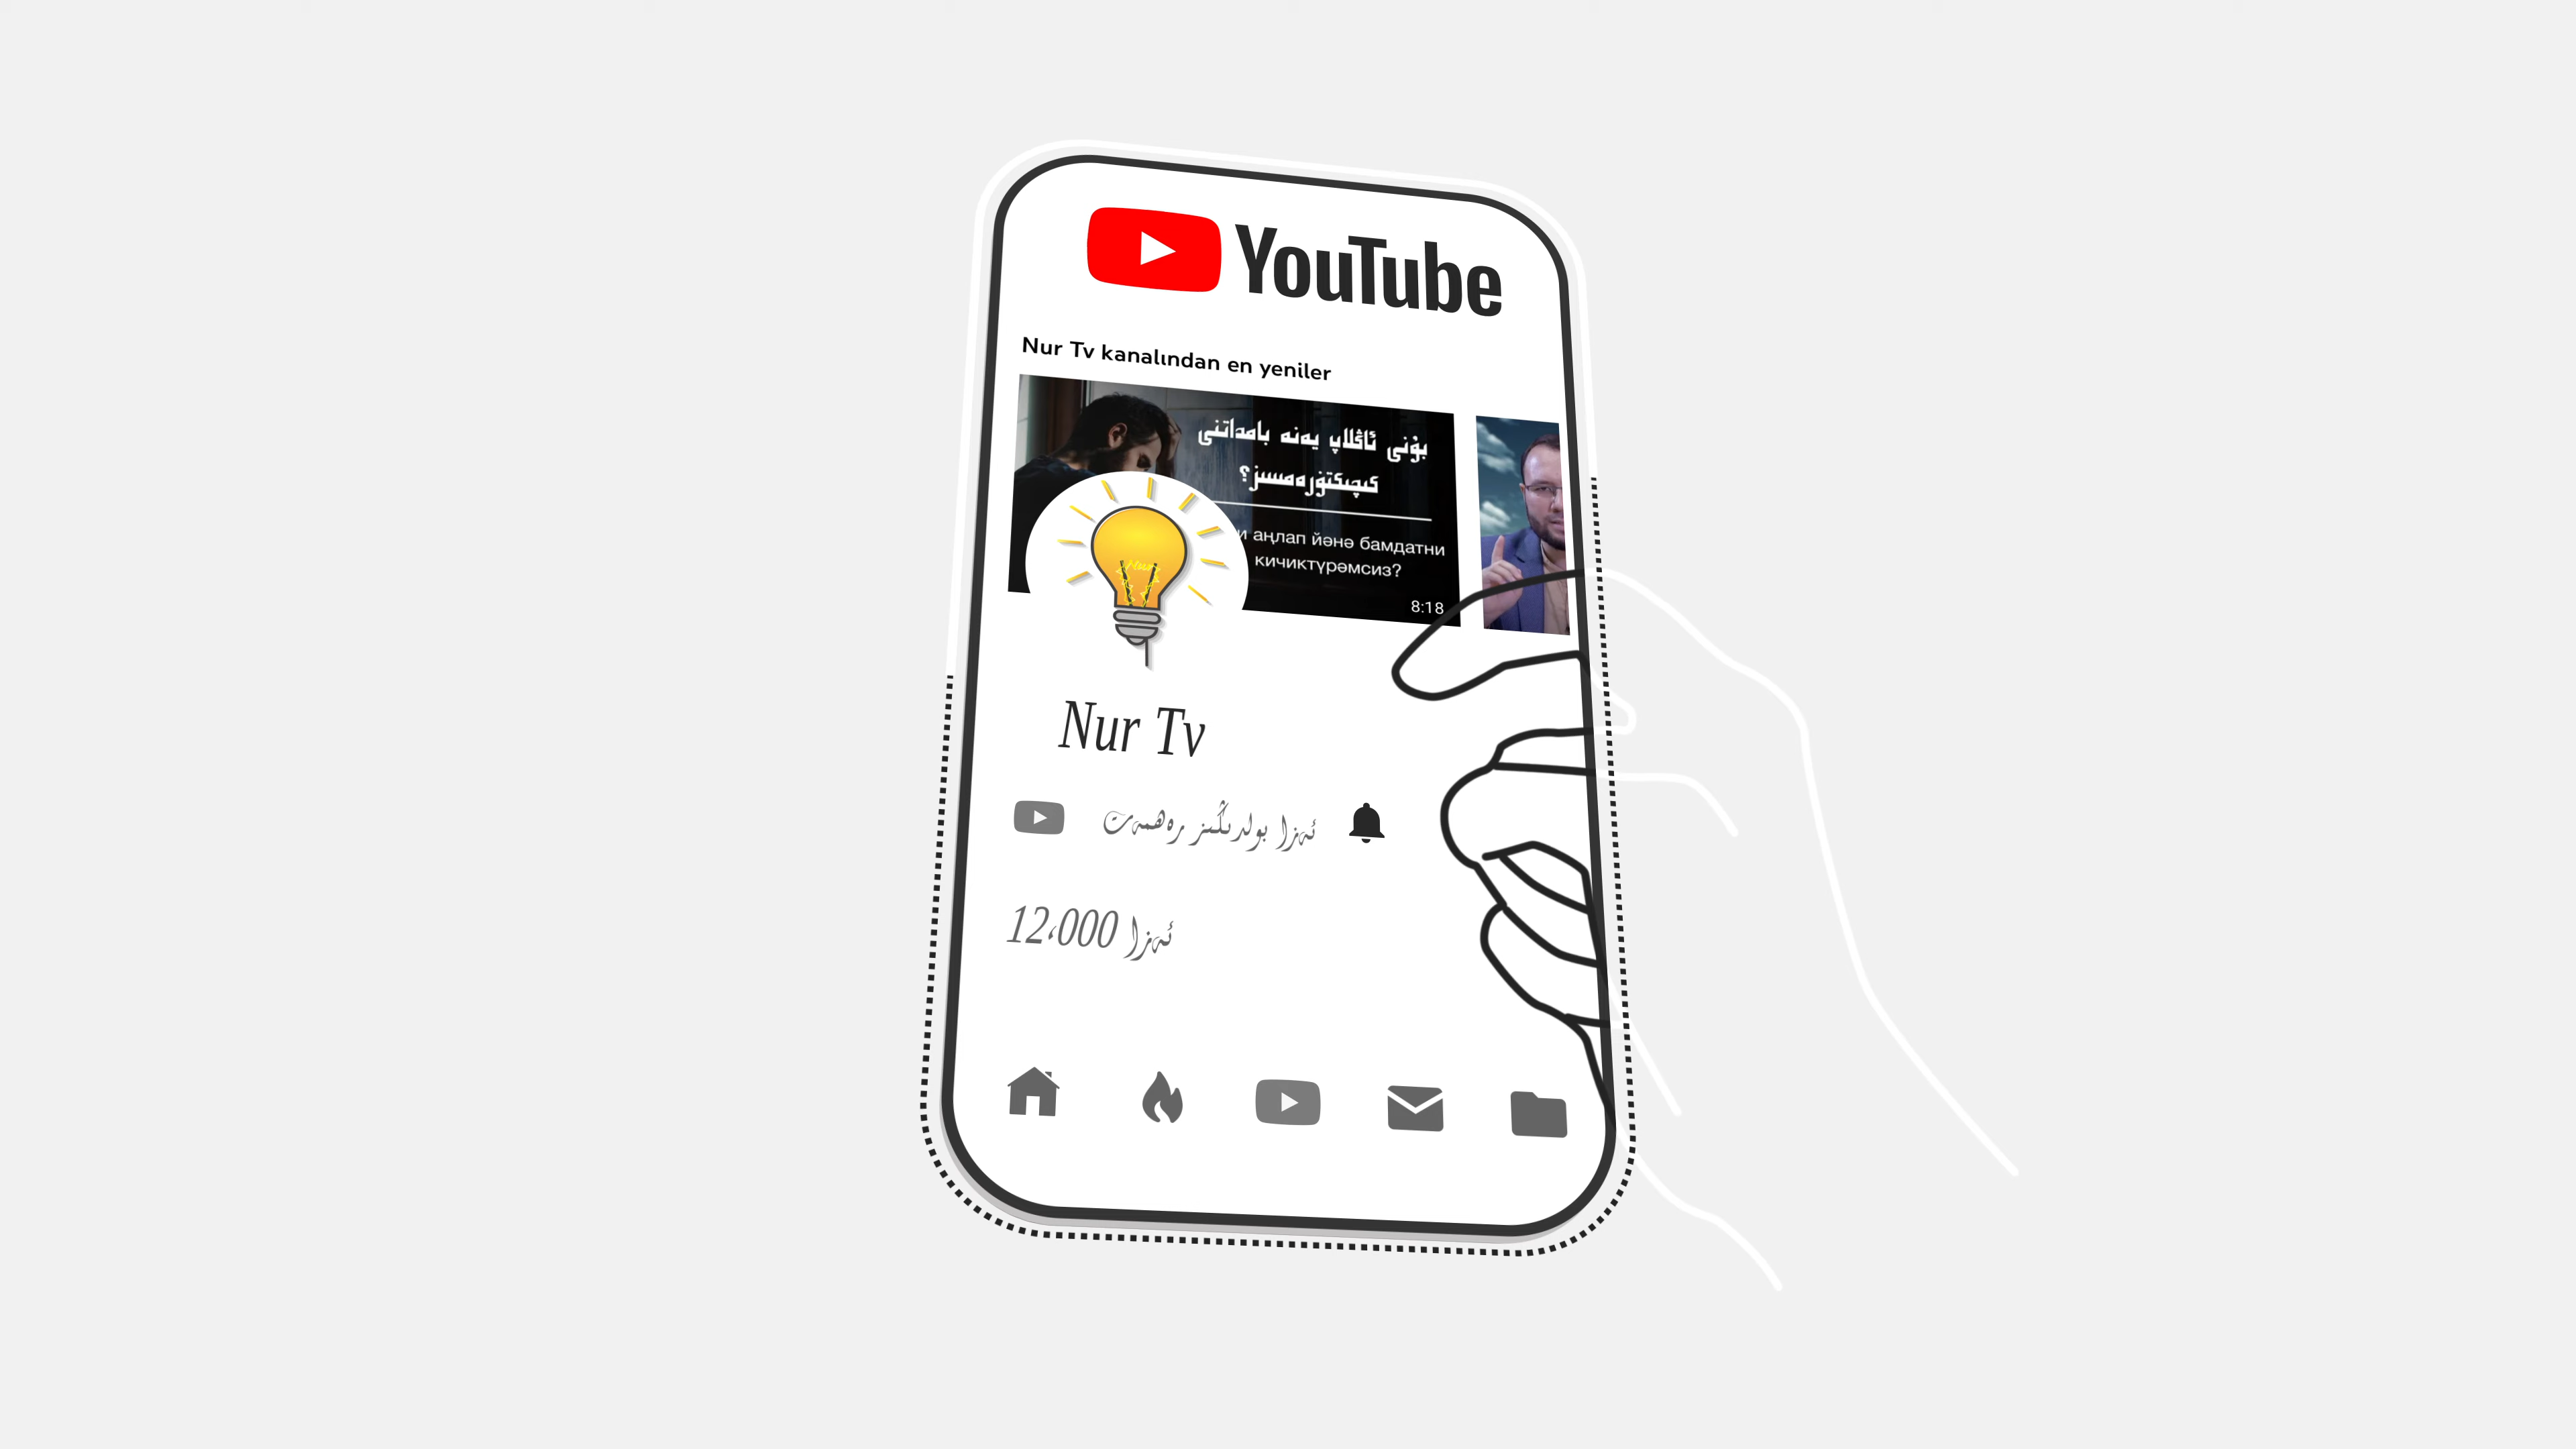 YouTube
Nur Tv kanalından en yeniler
بۇنى ئاڭلاپ يەنە بامداتنى
كىچىكتۈرەمسىز؟
и аңлап йәнә бамдатни
кичиктүрәмсиз?
8:18
Nur
Nur Tv
ئەزا بولدىڭىز رەھمەت
12،000 ئەزا